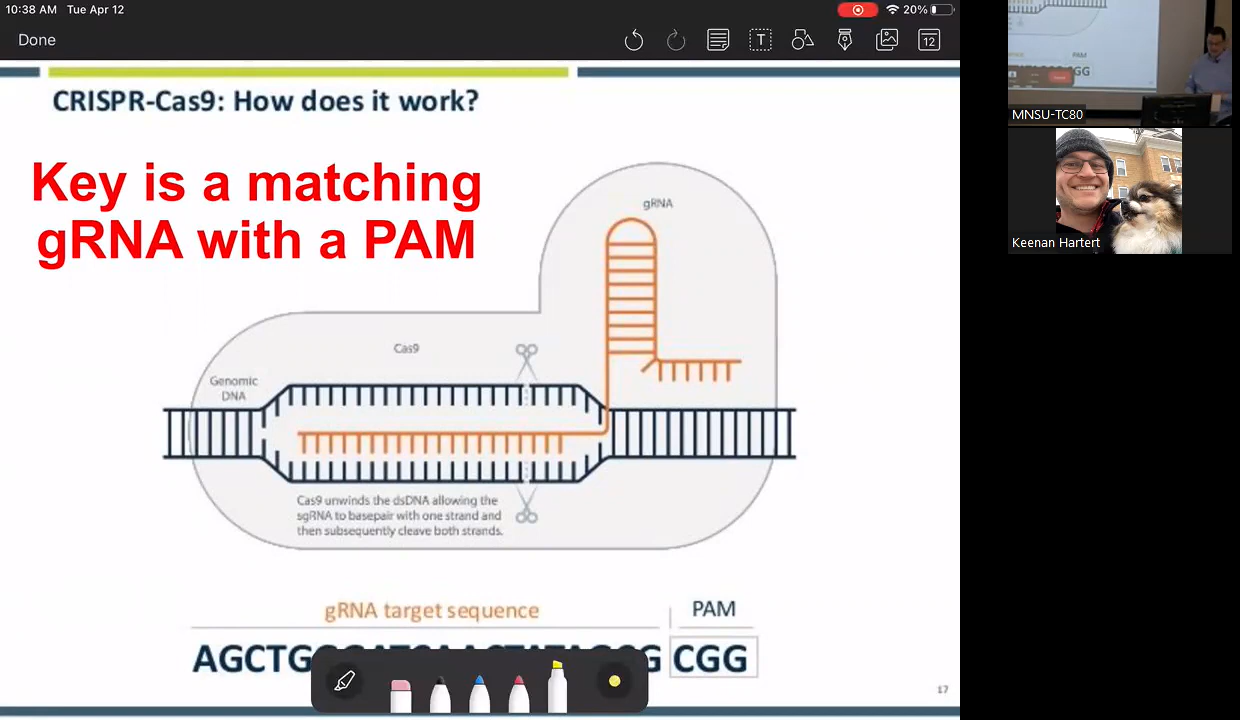 10:38 AM Tue Apr 12
20%
Done
T
12
CRISPR-Cas9: How does it work?
Key is a matching
gRNA with a PAM
gRNA
Cas9
Genomic
DNA
Cas9 unwinds the dsDNA allowing the
sgRNA to basepair with one strand and
then subsequently cleave both strands.
gRNA target sequence
PAM
CGG
17
PAM
GG
MNSU-TC80
Keenan Hartert